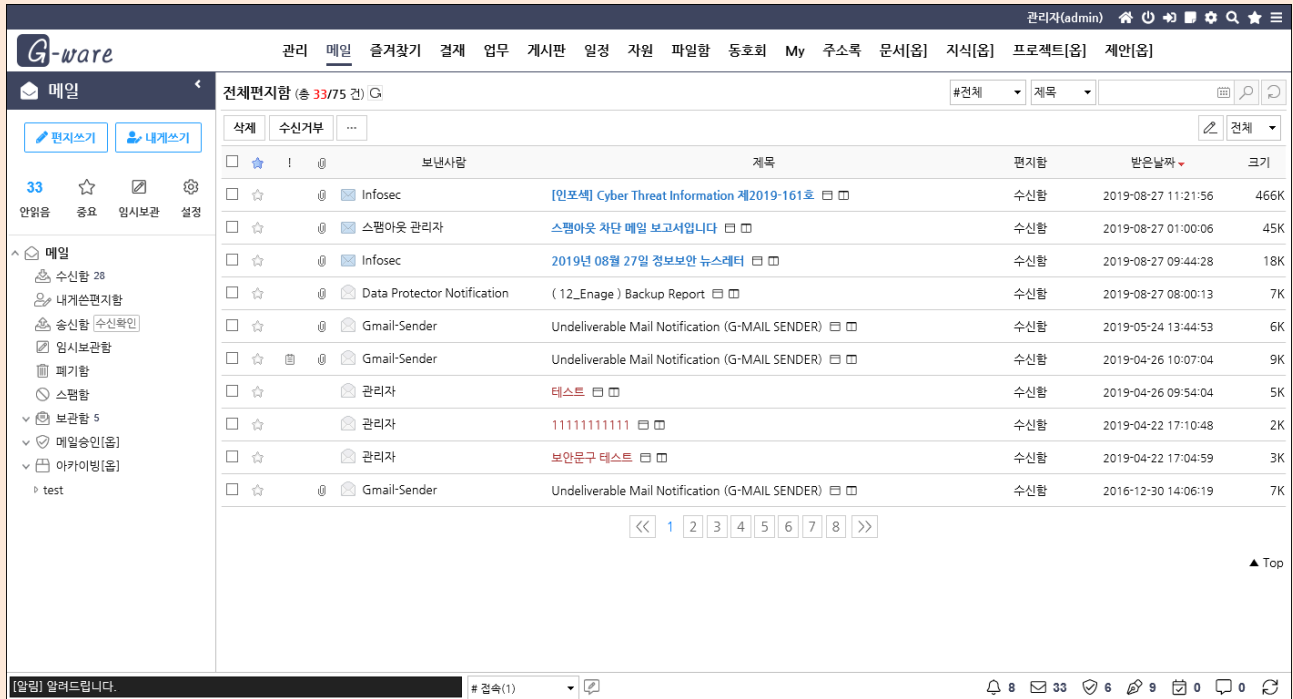 관리자(admin)
G-ware 관리 메일 즐겨찾기 결재 업무 게시판 일정 자원 파일함 동호회 My 주소록 문서[옵] 지식[옵] 프로젝트[옵] 제안[옵]
메일
전체편지함 (총 33/75 건) G #전체 제목
편지쓰기 내게쓰기
삭제 수신거부 ... 전체
! 보낸사람 제목 편지함 받은날짜 크기
33
안읽음 중요 임시보관 설정
Infosec [인포섹] Cyber Threat Information 제2019-161호 수신함 2019-08-27 11:21:56 466K
스팸아웃 관리자 스팸아웃 차단 메일 보고서입니다 수신함 2019-08-27 01:00:06 45K
Infosec 2019년 08월 27일 정보보안 뉴스레터 수신함 2019-08-27 09:44:28 18K
Data Protector Notification ( 12_Enage ) Backup Report 수신함 2019-08-27 08:00:13 7K
Gmail-Sender Undeliverable Mail Notification (G-MAIL SENDER) 수신함 2019-05-24 13:44:53 6K
Gmail-Sender Undeliverable Mail Notification (G-MAIL SENDER) 수신함 2019-04-26 10:07:04 9K
관리자 테스트 수신함 2019-04-26 09:54:04 5K
관리자 11111111111 수신함 2019-04-22 17:10:48 2K
관리자 보안문구 테스트 수신함 2019-04-22 17:04:59 3K
Gmail-Sender Undeliverable Mail Notification (G-MAIL SENDER) 수신함 2016-12-30 14:06:19 7K
메일
수신함 28
내게쓴편지함
송신함 수신확인
임시보관함
폐기함
스팸함
보관함 5
메일승인[옵]
아카이빙[옵]
test
<< 1 2 3 4 5 6 7 8 >>
▲ Top
[알림] 알려드립니다. # 접속(1) 8 33 6 9 0 0